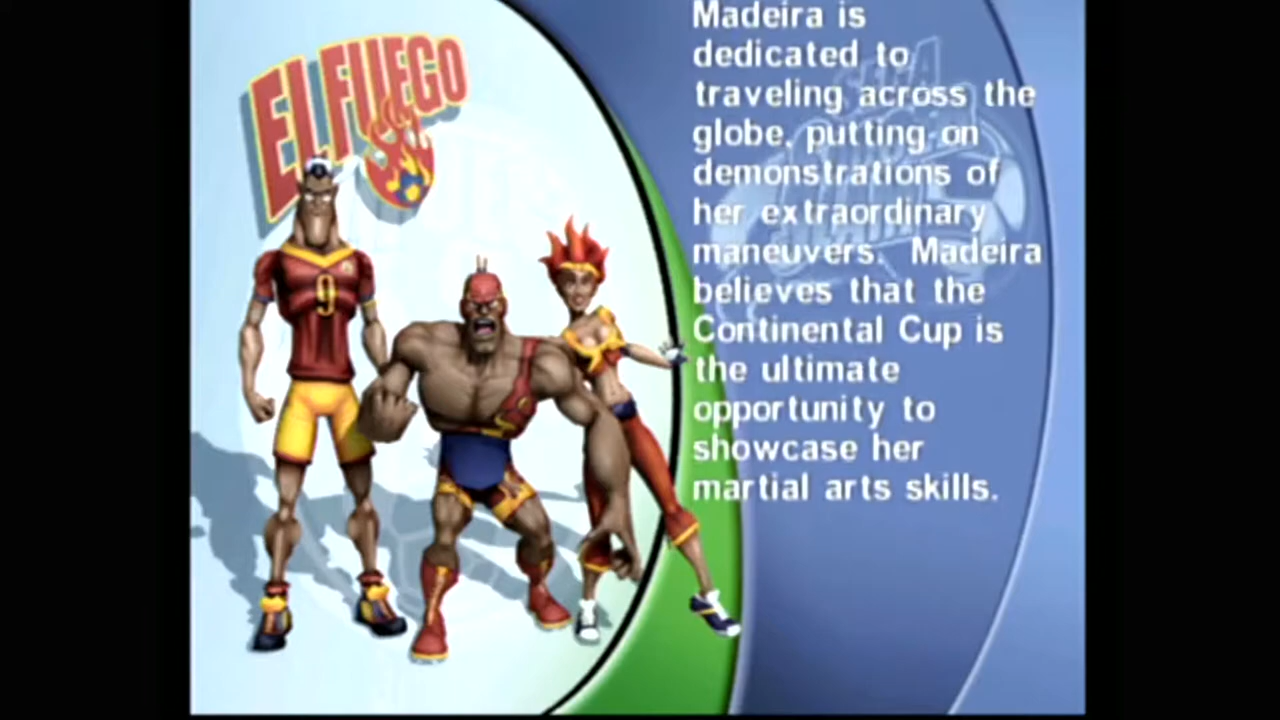 EL FUEGO
9
Madeira is
dedicated to
traveling across the
globe, putting on
demonstrations of
her extraordinary
maneuvers. Madeira
believes that the
Continental Cup is
the ultimate
opportunity to
showcase her
martial arts skills.